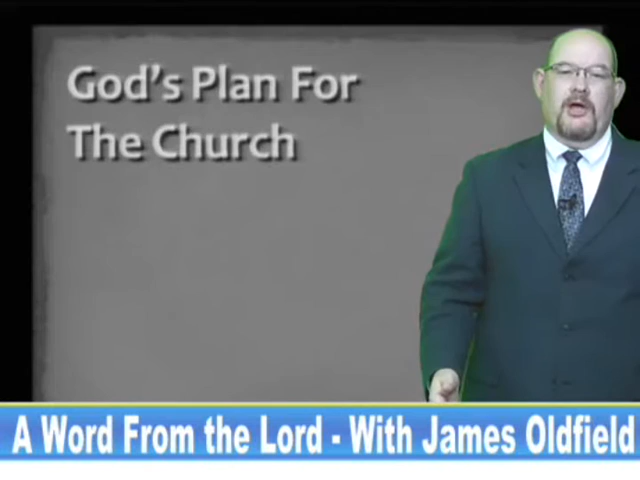 God's Plan For
The Church
A Word From the Lord - With James Oldfield